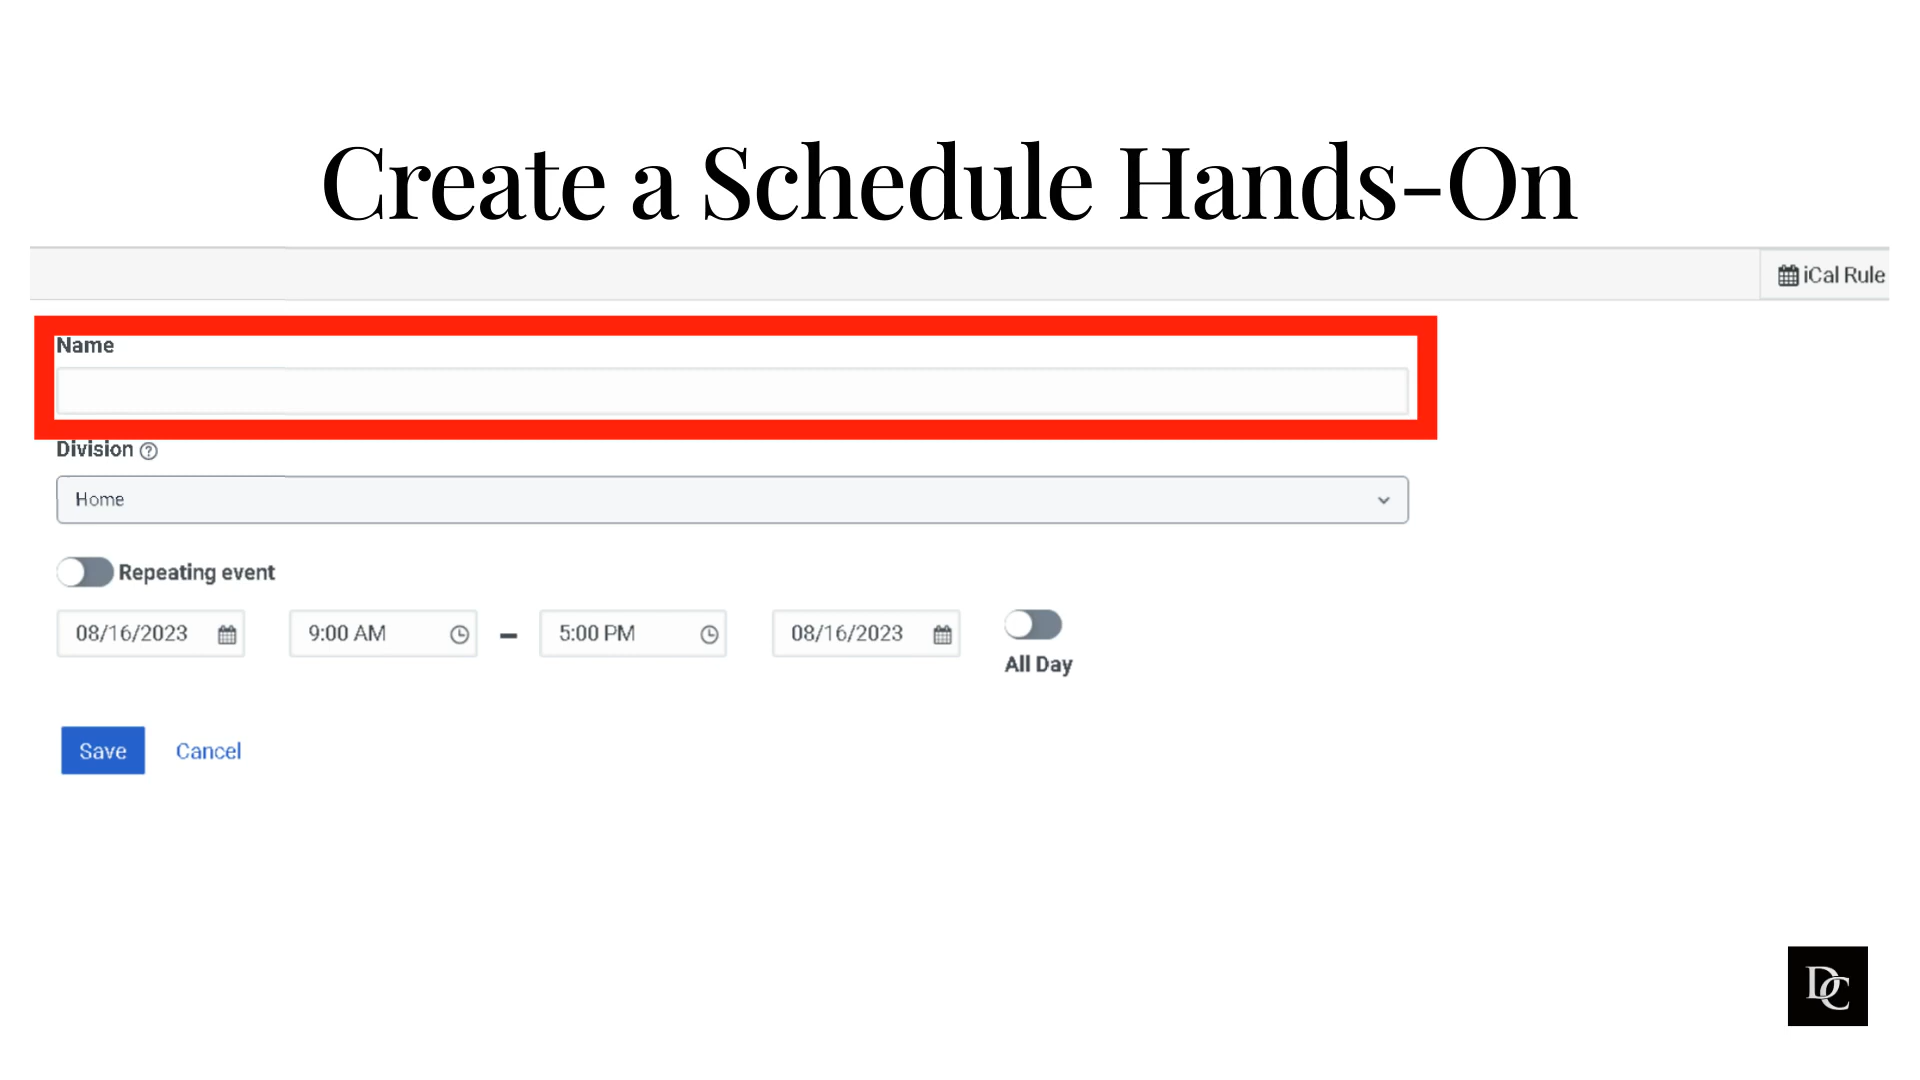 Create a Schedule Hands-On
iCal Rule
Name
Division ?
Home
Repeating event
08/16/2023 9:00 AM – 5:00 PM 08/16/2023
All Day
Save Cancel
DC